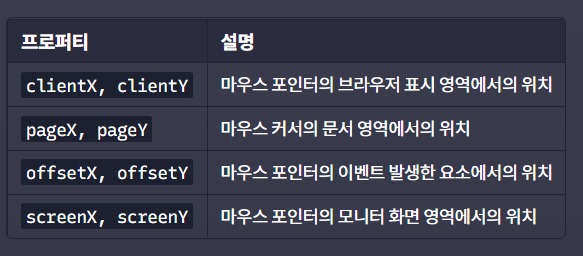 프로퍼티 설명
clientX, clientY 마우스 포인터의 브라우저 표시 영역에서의 위치
pageX, pageY 마우스 커서의 문서 영역에서의 위치
offsetX, offsetY 마우스 포인터의 이벤트 발생한 요소에서의 위치
screenX, screenY 마우스 포인터의 모니터 화면 영역에서의 위치